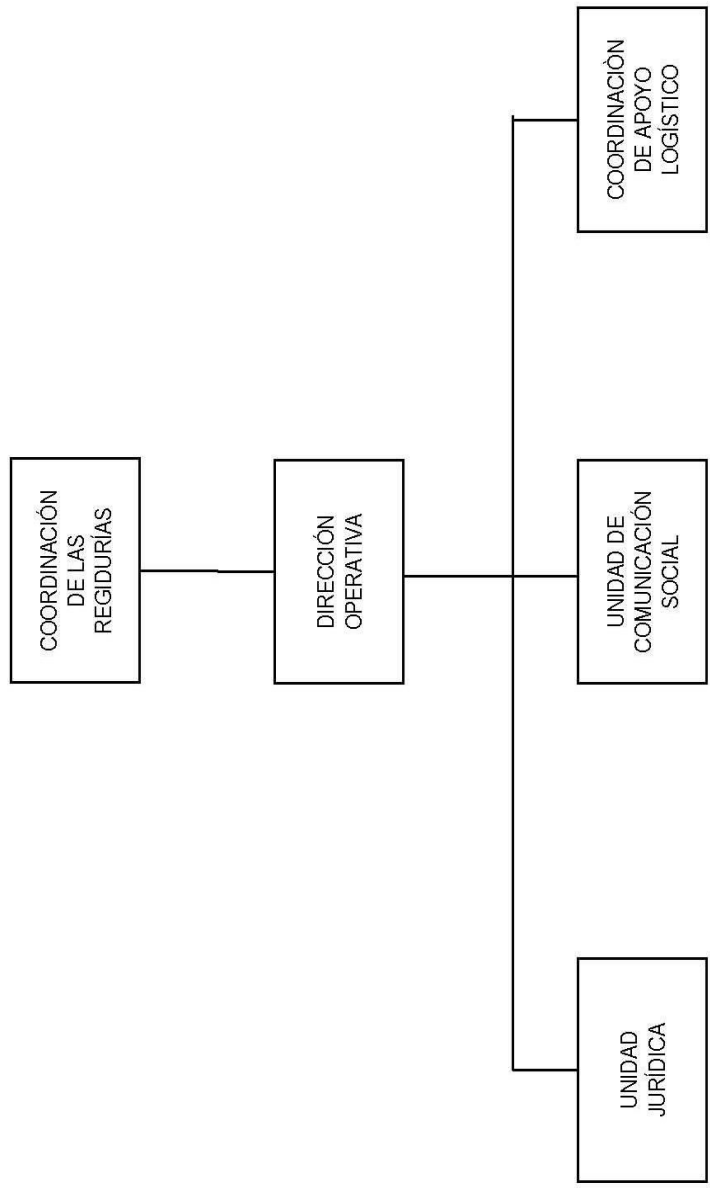 COORDINACIÓN
DE LAS
REGIDURÍAS
DIRECCIÓN
OPERATIVA
UNIDAD
JURÍDICA
UNIDAD DE
COMUNICACIÓN
SOCIAL
COORDINACIÒN
DE APOYO
LOGÍSTICO